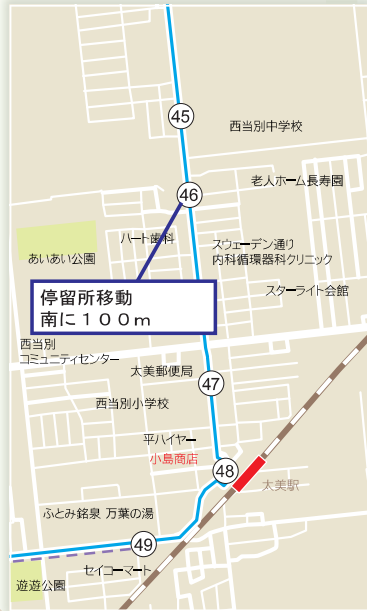 45
西当別中学校
老人ホーム長寿園
46
ハート歯科
スウェーデン通り
内科循環器科クリニック
あいあい公園
スターライト会館
停留所移動
南に１００ｍ
西当別
コミュニティセンター
太美郵便局
47
西当別小学校
平ハイヤー
小島商店
48
太美駅
ふとみ銘泉 万葉の湯
49
セイコーマート
遊遊公園